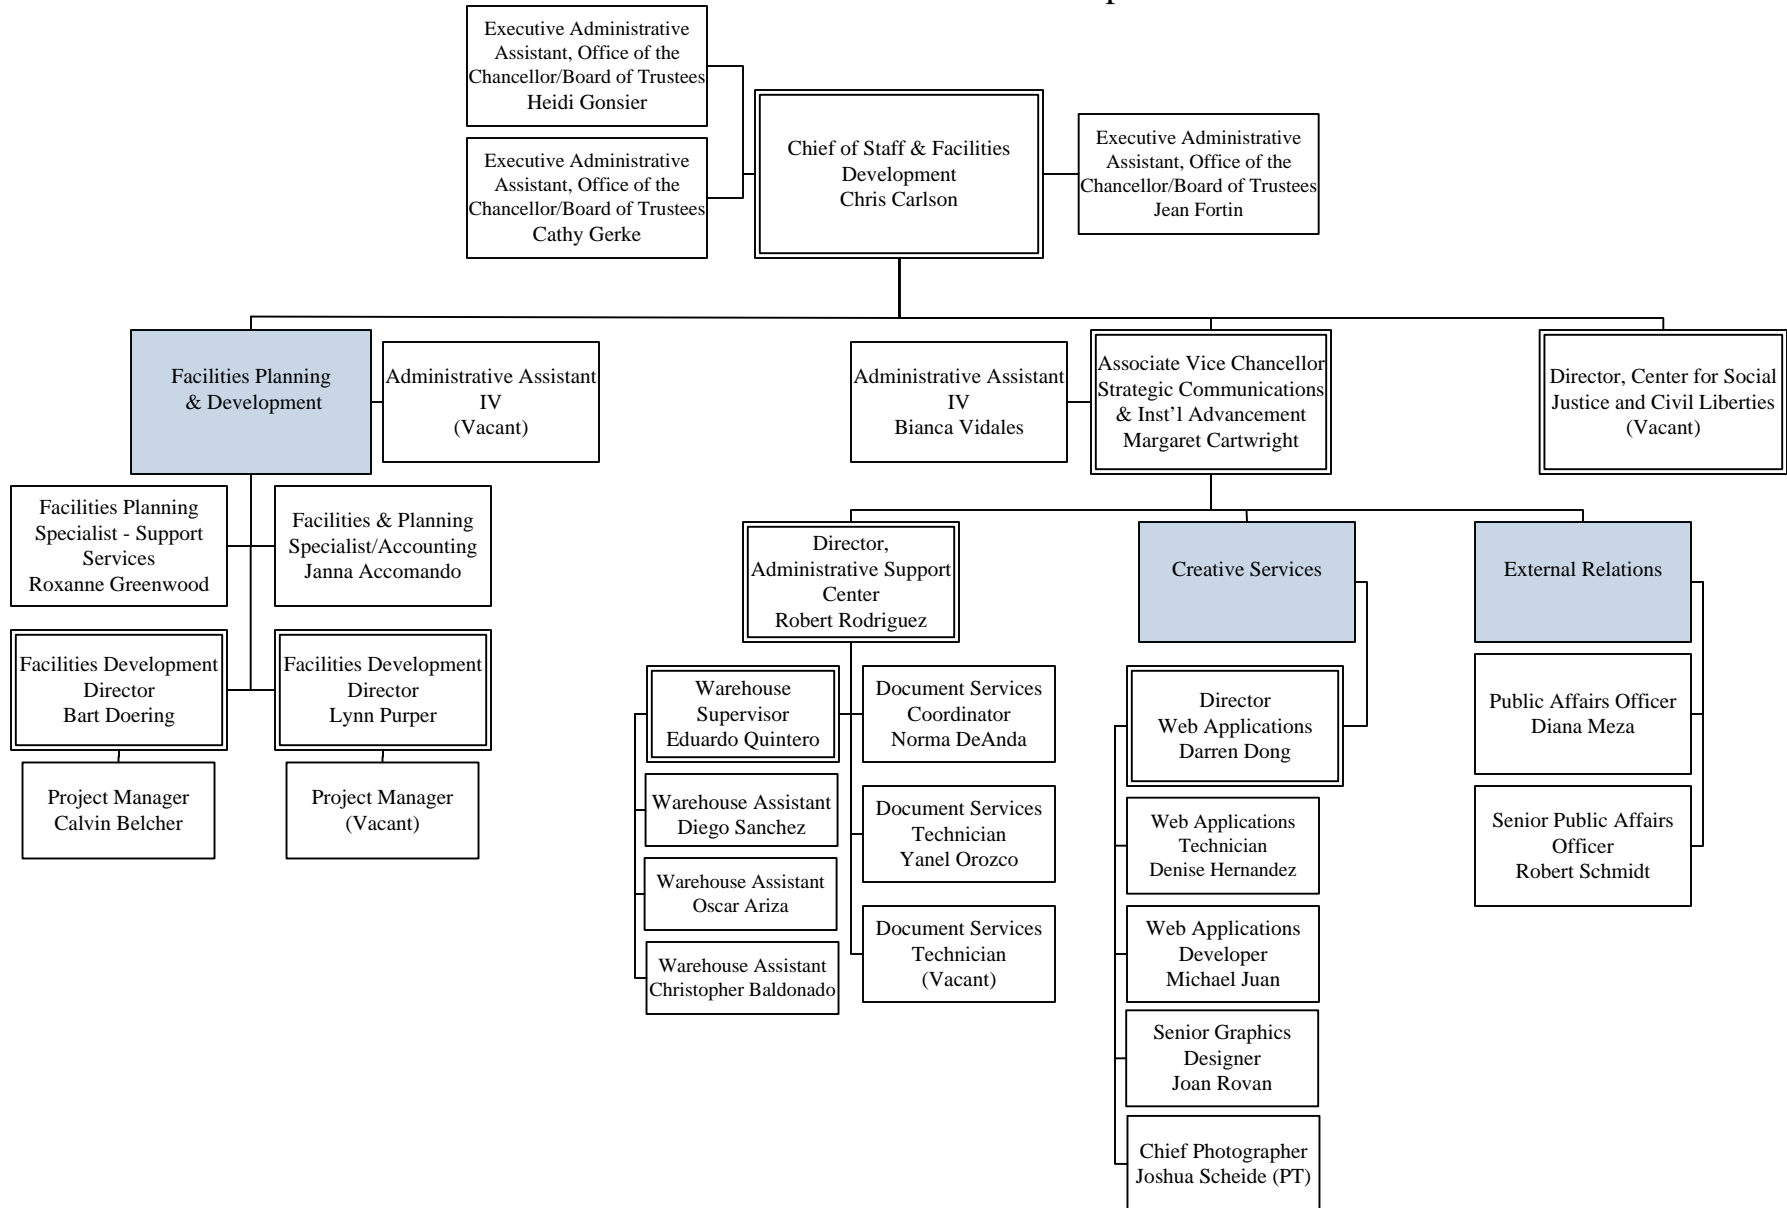 Executive Administrative
Assistant, Office of the
Chancellor/Board of Trustees
Heidi Gonsier
Executive Administrative
Assistant, Office of the
Chancellor/Board of Trustees
Cathy Gerke
Chief of Staff & Facilities
Development
Chris Carlson
Executive Administrative
Assistant, Office of the
Chancellor/Board of Trustees
Jean Fortin
Facilities Planning
& Development
Administrative Assistant
IV
(Vacant)
Administrative Assistant
IV
Bianca Vidales
Associate Vice Chancellor
Strategic Communications
& Inst’l Advancement
Margaret Cartwright
Director, Center for Social
Justice and Civil Liberties
(Vacant)
Facilities Planning
Specialist - Support
Services
Roxanne Greenwood
Facilities & Planning
Specialist/Accounting
Janna Accomando
Facilities Development
Director
Bart Doering
Facilities Development
Director
Lynn Purper
Project Manager
Calvin Belcher
Project Manager
(Vacant)
Director,
Administrative Support
Center
Robert Rodriguez
Warehouse
Supervisor
Eduardo Quintero
Warehouse Assistant
Diego Sanchez
Warehouse Assistant
Oscar Ariza
Warehouse Assistant
Christopher Baldonado
Document Services
Coordinator
Norma DeAnda
Document Services
Technician
Yanel Orozco
Document Services
Technician
(Vacant)
Creative Services
Director
Web Applications
Darren Dong
Web Applications
Technician
Denise Hernandez
Web Applications
Developer
Michael Juan
Senior Graphics
Designer
Joan Rovan
Chief Photographer
Joshua Scheide (PT)
External Relations
Public Affairs Officer
Diana Meza
Senior Public Affairs
Officer
Robert Schmidt